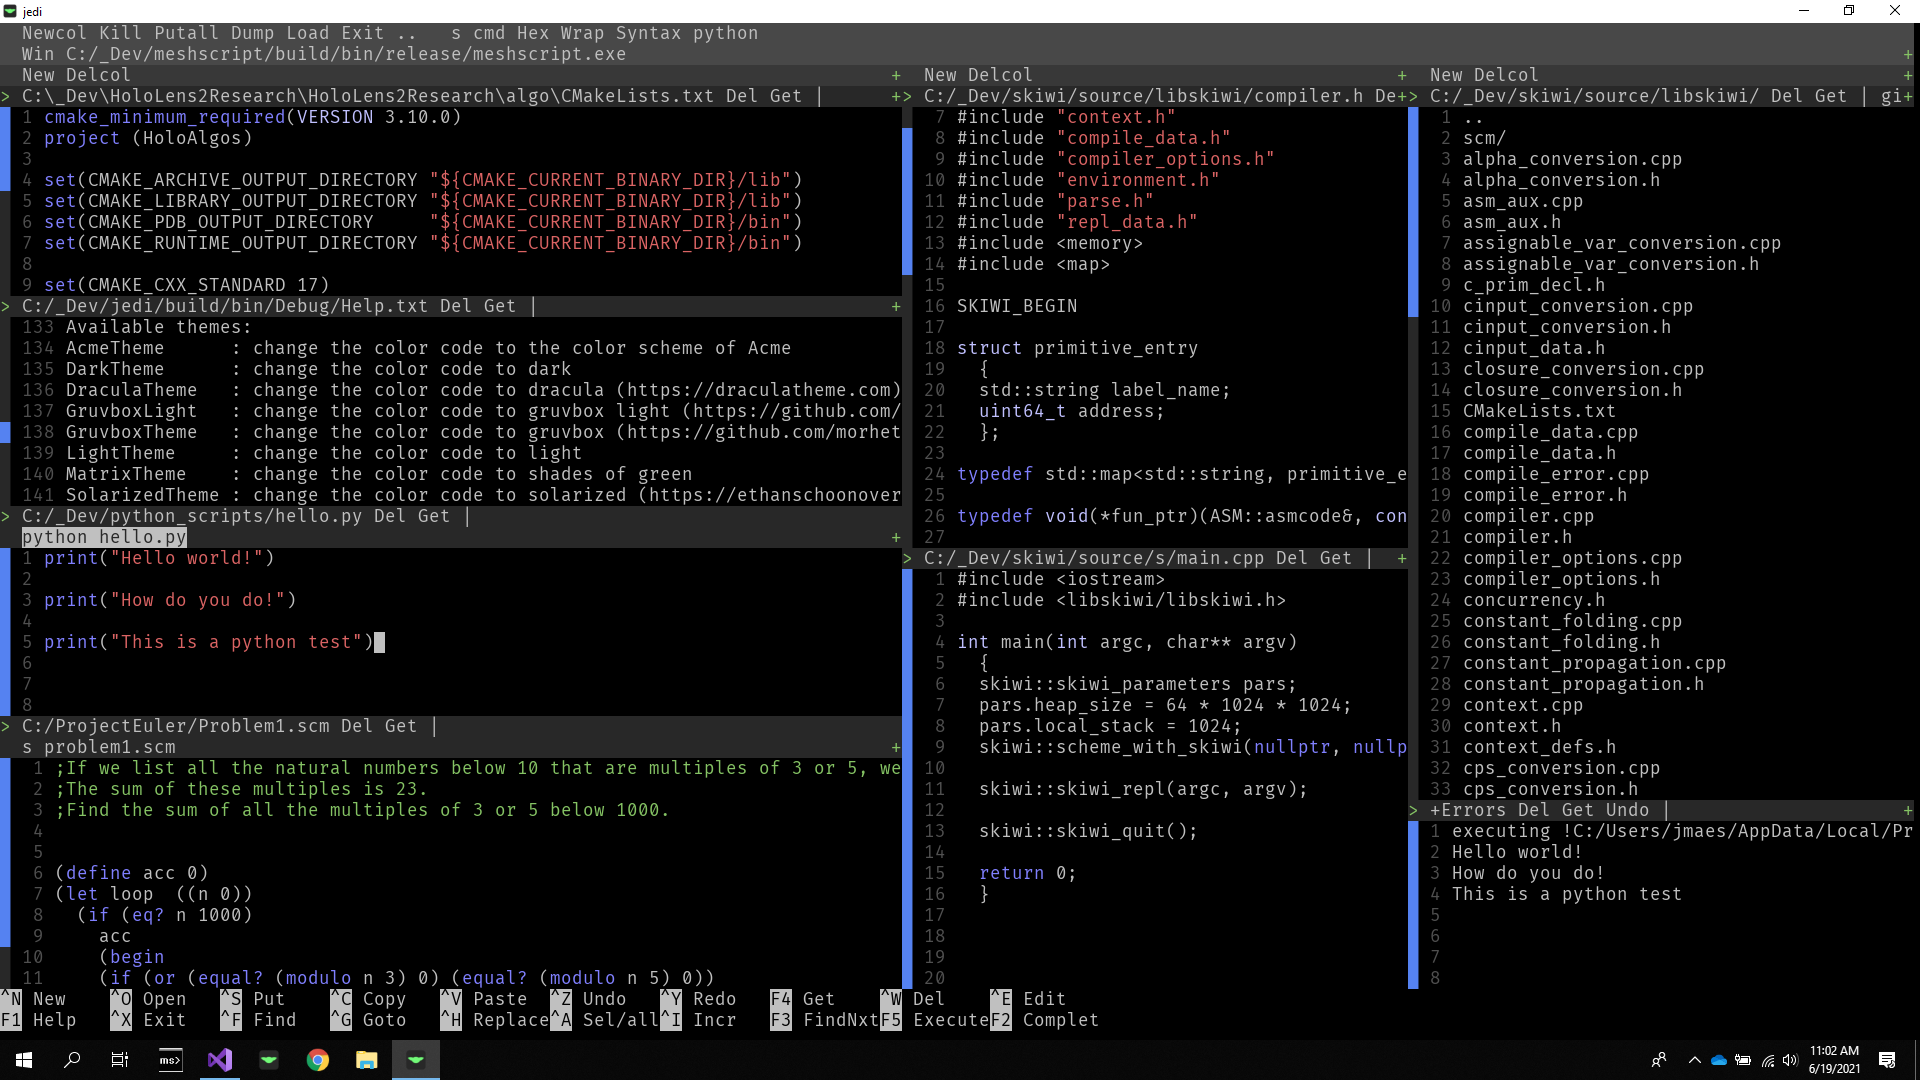 jedi
Newcol Kill Putall Dump Load Exit .. s cmd Hex Wrap Syntax python
Win C:/_Dev/meshscript/build/bin/release/meshscript.exe +
New Delcol +
> C:\_Dev\HoloLens2Research\HoloLens2Research\algo\CMakeLists.txt Del Get | +
1 cmake_minimum_required(VERSION 3.10.0)
2 project (HoloAlgos)
3
4 set(CMAKE_ARCHIVE_OUTPUT_DIRECTORY "${CMAKE_CURRENT_BINARY_DIR}/lib")
5 set(CMAKE_LIBRARY_OUTPUT_DIRECTORY "${CMAKE_CURRENT_BINARY_DIR}/lib")
6 set(CMAKE_PDB_OUTPUT_DIRECTORY     "${CMAKE_CURRENT_BINARY_DIR}/bin")
7 set(CMAKE_RUNTIME_OUTPUT_DIRECTORY "${CMAKE_CURRENT_BINARY_DIR}/bin")
8
9 set(CMAKE_CXX_STANDARD 17)
> C:/_Dev/jedi/build/bin/Debug/Help.txt Del Get | +
133 Available themes:
134 AcmeTheme      : change the color code to the color scheme of Acme
135 DarkTheme      : change the color code to dark
136 DraculaTheme   : change the color code to dracula (https://draculatheme.com)
137 GruvboxLight   : change the color code to gruvbox light (https://github.com/
138 GruvboxTheme   : change the color code to gruvbox (https://github.com/morhet
139 LightTheme     : change the color code to light
140 MatrixTheme    : change the color code to shades of green
141 SolarizedTheme : change the color code to solarized (https://ethanschoonover
> C:/_Dev/python_scripts/hello.py Del Get |
python hello.py +
1 print("Hello world!")
2
3 print("How do you do!")
4
5 print("This is a python test")
6
7
8
> C:/ProjectEuler/Problem1.scm Del Get |
s problem1.scm +
1 ;If we list all the natural numbers below 10 that are multiples of 3 or 5, we
2 ;The sum of these multiples is 23.
3 ;Find the sum of all the multiples of 3 or 5 below 1000.
4
5
6 (define acc 0)
7 (let loop  ((n 0))
8   (if (eq? n 1000)
9     acc
10     (begin
11     (if (or (equal? (modulo n 3) 0) (equal? (modulo n 5) 0))
New Delcol +
> C:/_Dev/skiwi/source/libskiwi/compiler.h De+
7 #include "context.h"
8 #include "compile_data.h"
9 #include "compiler_options.h"
10 #include "environment.h"
11 #include "parse.h"
12 #include "repl_data.h"
13 #include <memory>
14 #include <map>
15
16 SKIWI_BEGIN
17
18 struct primitive_entry
19   {
20   std::string label_name;
21   uint64_t address;
22   };
23
24 typedef std::map<std::string, primitive_e
25
26 typedef void(*fun_ptr)(ASM::asmcode&, con
27
> C:/_Dev/skiwi/source/s/main.cpp Del Get | +
1 #include <iostream>
2 #include <libskiwi/libskiwi.h>
3
4 int main(int argc, char** argv)
5   {
6   skiwi::skiwi_parameters pars;
7   pars.heap_size = 64 * 1024 * 1024;
8   pars.local_stack = 1024;
9   skiwi::scheme_with_skiwi(nullptr, nullp
10
11   skiwi::skiwi_repl(argc, argv);
12
13   skiwi::skiwi_quit();
14
15   return 0;
16   }
17
18
19
20
New Delcol +
> C:/_Dev/skiwi/source/libskiwi/ Del Get | gi+
1 ..
2 scm/
3 alpha_conversion.cpp
4 alpha_conversion.h
5 asm_aux.cpp
6 asm_aux.h
7 assignable_var_conversion.cpp
8 assignable_var_conversion.h
9 c_prim_decl.h
10 cinput_conversion.cpp
11 cinput_conversion.h
12 cinput_data.h
13 closure_conversion.cpp
14 closure_conversion.h
15 CMakeLists.txt
16 compile_data.cpp
17 compile_data.h
18 compile_error.cpp
19 compile_error.h
20 compiler.cpp
21 compiler.h
22 compiler_options.cpp
23 compiler_options.h
24 concurrency.h
25 constant_folding.cpp
26 constant_folding.h
27 constant_propagation.cpp
28 constant_propagation.h
29 context.cpp
30 context.h
31 context_defs.h
32 cps_conversion.cpp
33 cps_conversion.h
> +Errors Del Get Undo | +
1 executing !C:/Users/jmaes/AppData/Local/Pr
2 Hello world!
3 How do you do!
4 This is a python test
5
6
7
8
^N New ^O Open ^S Put ^C Copy ^V Paste ^Z Undo ^Y Redo F4 Get ^W Del ^E Edit
F1 Help ^X Exit ^F Find ^G Goto ^H Replace ^A Sel/all ^I Incr F3 FindNxt F5 Execute F2 Complet
ms>
11:02 AM
6/19/2021